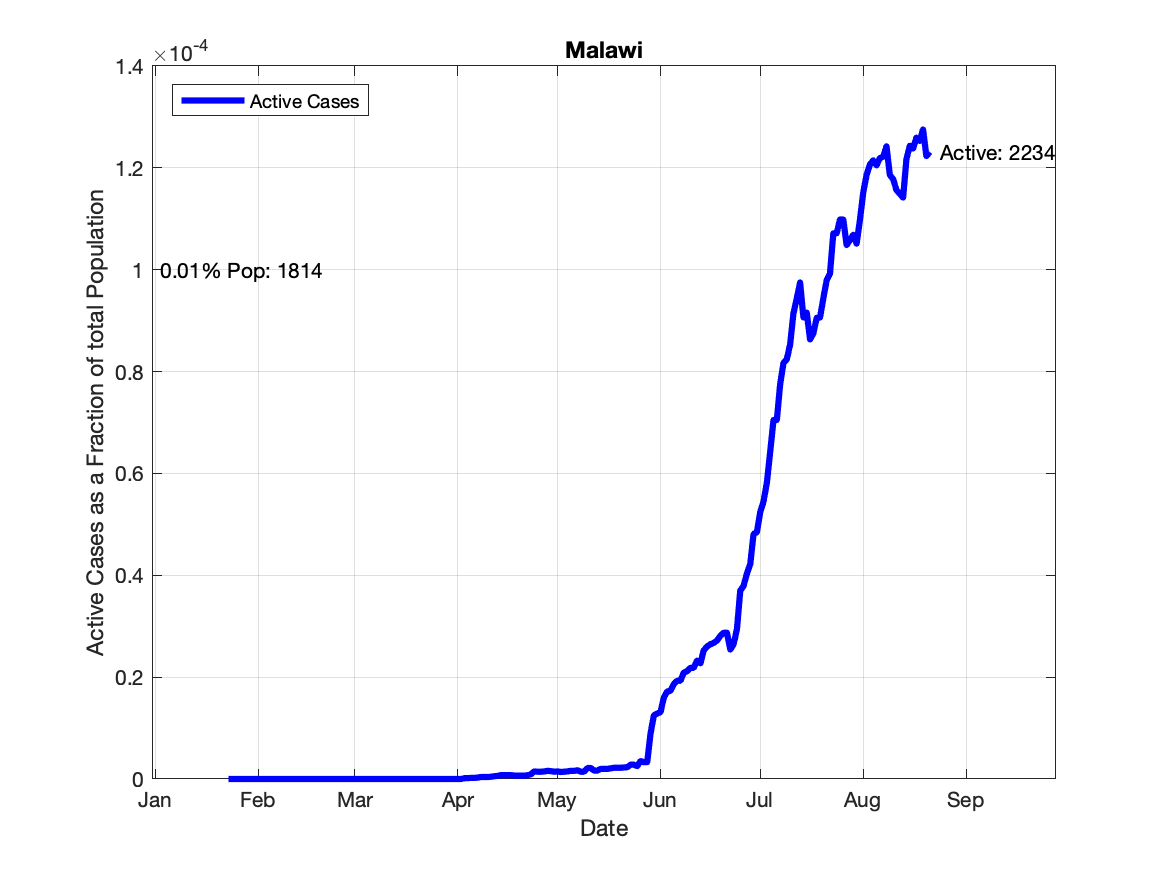 Malawi
×10-4
1.4
1.2
1
0.8
0.6
0.4
0.2
0
Active Cases
Active: 2234
0.01% Pop: 1814
Active Cases as a Fraction of total Population
Jan Feb Mar Apr May Jun Jul Aug Sep
Date